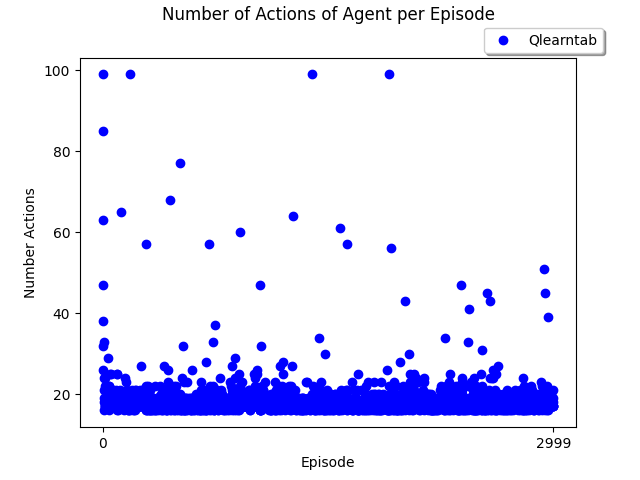 Number of Actions of Agent per Episode
Qlearntab
100
80
60
40
20
Number Actions
0
2999
Episode